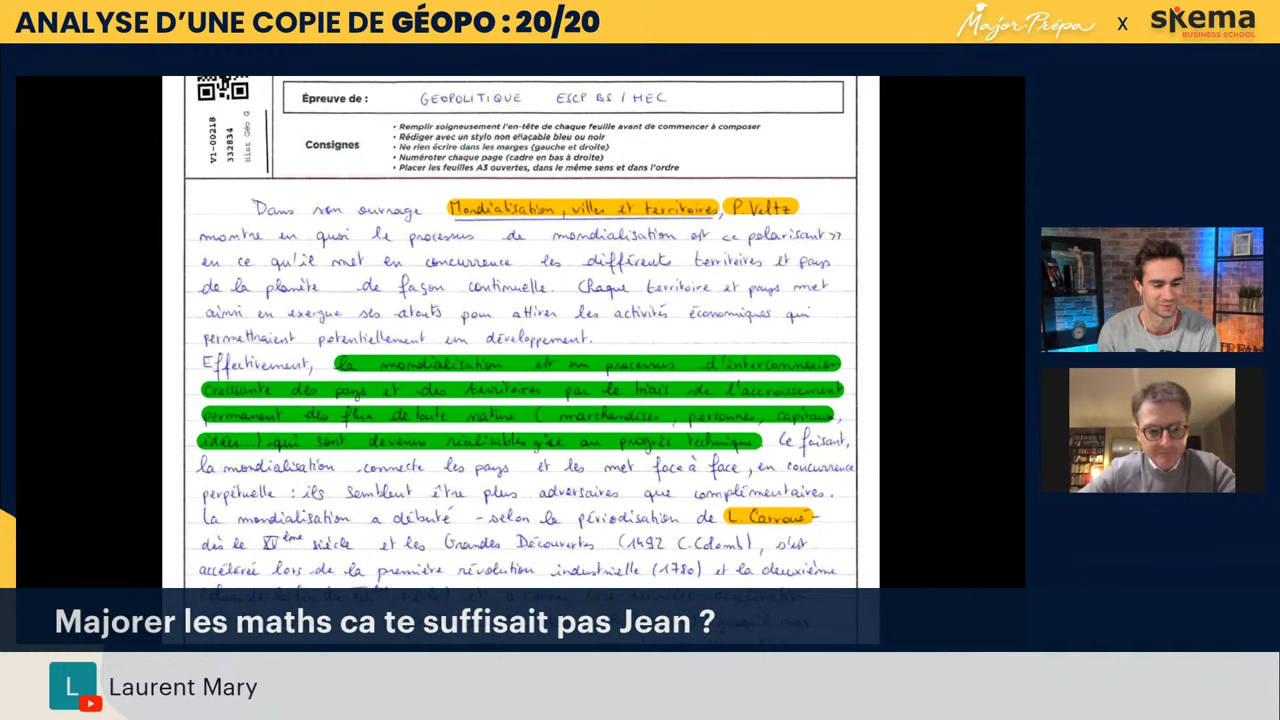 ANALYSE D'UNE COPIE DE GÉOPO : 20/20
Major-Prépa x skema
BUSINESS SCHOOL
V1-00218
332834
Hist Géo G
Épreuve de : GEOPOLITIQUE ESCP BS / HEC
Consignes
• Remplir soigneusement l'en-tête de chaque feuille avant de commencer à composer
• Rédiger avec un stylo non effaçable bleu ou noir
• Ne rien écrire dans les marges (gauche et droite)
• Numéroter chaque page (cadre en bas à droite)
• Placer les feuilles A3 ouvertes, dans le même sens et dans l'ordre
Dans son ouvrage Mondialisation, villes et territoires, P. Veltz
montre en quoi le processus de mondialisation est « polarisant »
en ce qu'il met en concurrence les différents territoires et pays
de la planète de façon continuelle. Chaque territoire et pays met
ainsi en exergue ses atouts pour attirer les activités économiques qui
permettraient potentiellement un développement.
Effectivement, la mondialisation est un processus d'interconnexion
croissante des pays et des territoires par le biais de l'accroissement
permanent des flux de toute nature ( marchandises, personnes, capitaux,
idées ) qui sont devenus réalisables grâce au progrès technique. Ce faisant,
la mondialisation connecte les pays et les met face à face, en concurrence
perpétuelle : ils semblent être plus adversaires que complémentaires.
La mondialisation a débuté - selon la périodisation de L. Carroué -
dès le XVème siècle et les Grandes Découvertes (1492 C. Colomb), s'est
accélérée lors de la première révolution industrielle (1780) et la deuxième
Majorer les maths ca te suffisait pas Jean ?
L Laurent Mary